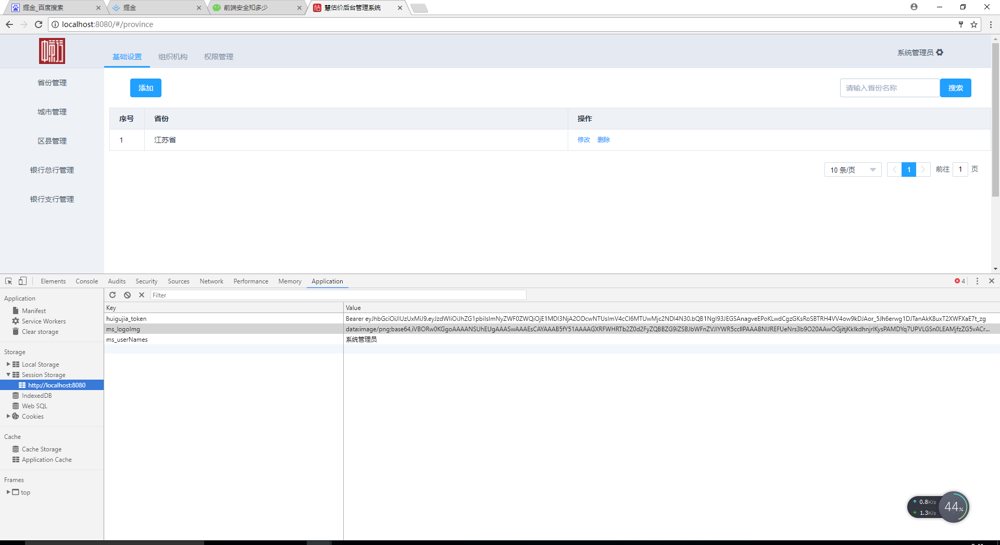 掘金_百度搜索
掘金
前端安全知多少
慧估价后台管理系统
localhost:8080/#/province
基础设置
组织机构
权限管理
系统管理员
省份管理
城市管理
区县管理
银行总行管理
银行支行管理
添加
请输入省份名称
搜索
序号
省份
操作
1
江苏省
修改
删除
10 条/页
1
前往
1
页
Elements
Console
Audits
Security
Sources
Network
Performance
Memory
Application
4
Application
Manifest
Service Workers
Clear storage
Storage
Local Storage
Session Storage
http://localhost:8080
IndexedDB
Web SQL
Cookies
Cache
Cache Storage
Application Cache
Frames
top
Filter
Key
Value
huigujia_token
Bearer
ms_logoImg
ms_userNames
系统管理员
0.8K/s
1.3K/s
44%